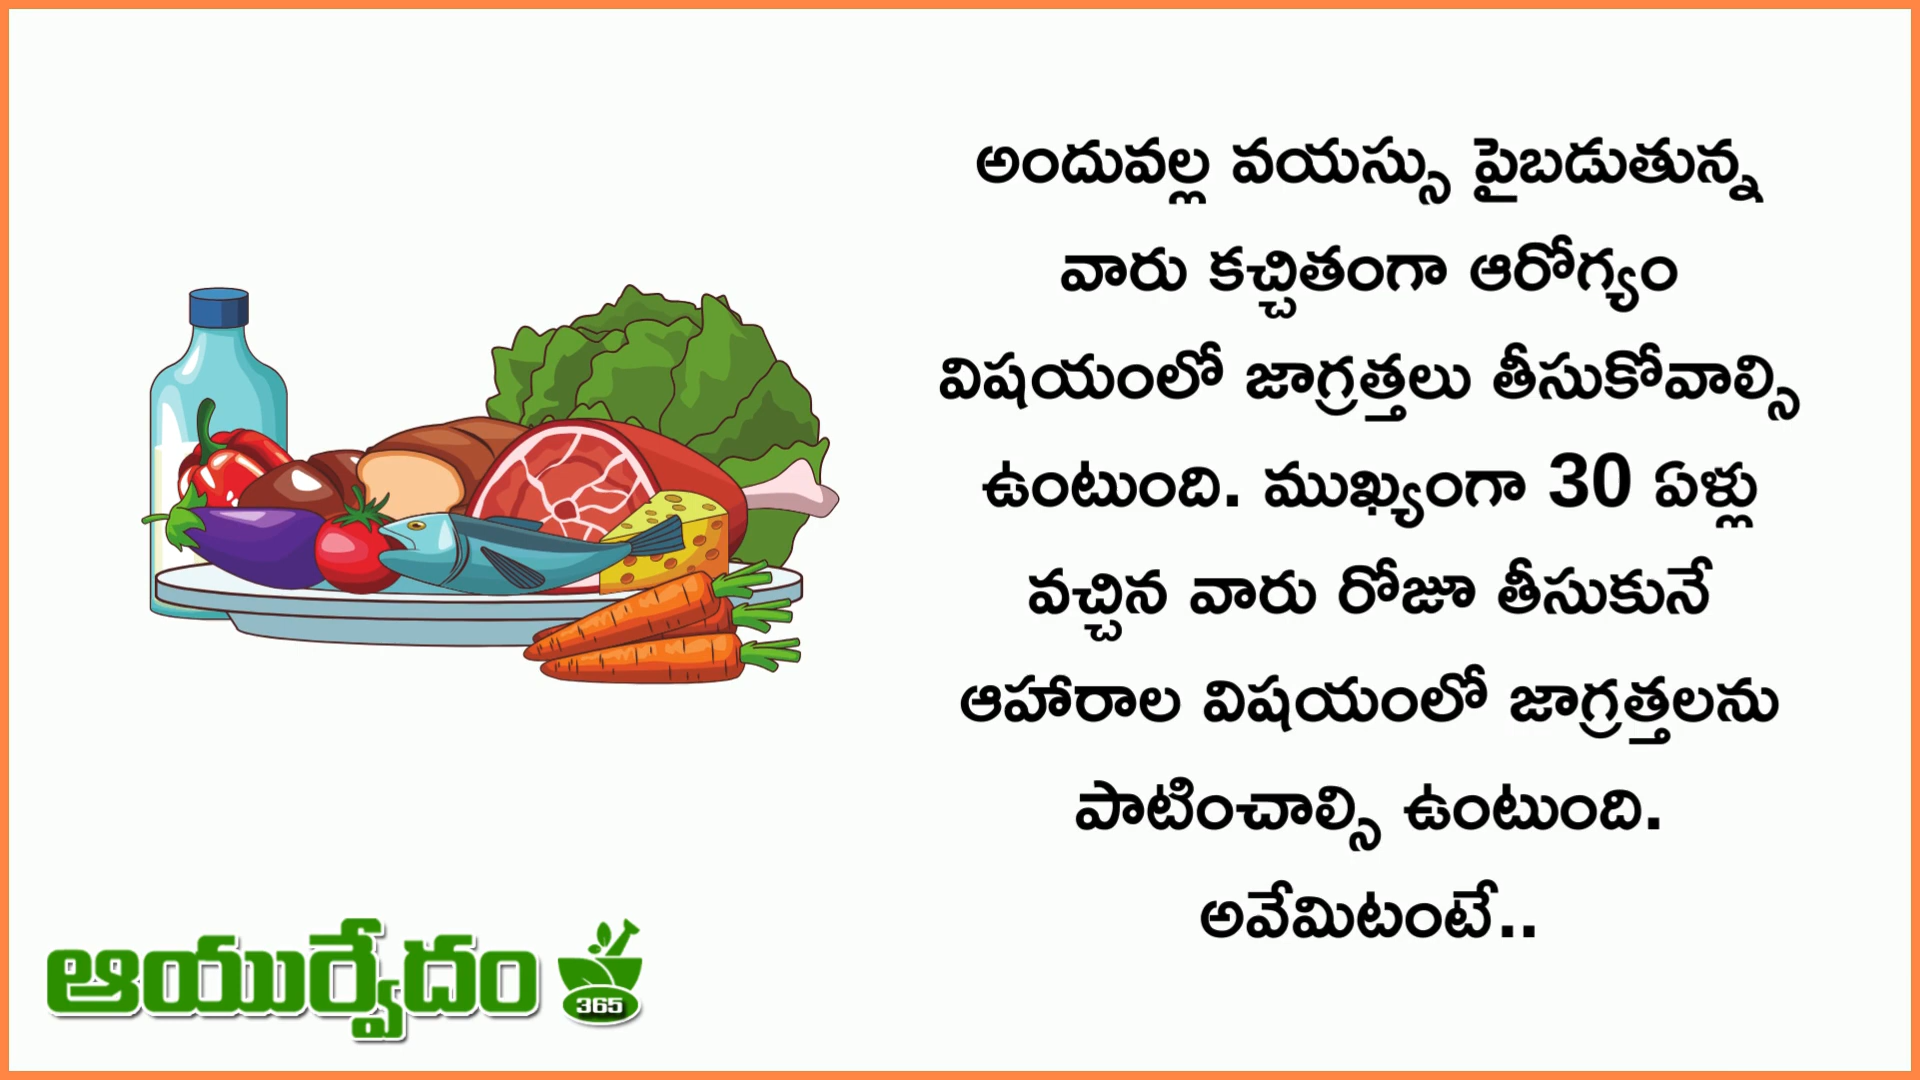 అందువల్ల వయస్సు పైబడుతున్న
వారు కచ్చితంగా ఆరోగ్యం
విషయంలో జాగ్రత్తలు తీసుకోవాల్సి
ఉంటుంది. ముఖ్యంగా 30 ఏళ్లు
వచ్చిన వారు రోజూ తీసుకునే
ఆహారాల విషయంలో జాగ్రత్తలను
పాటించాల్సి ఉంటుంది.
అవేమిటంటే..
ఆయుర్వేదం 365